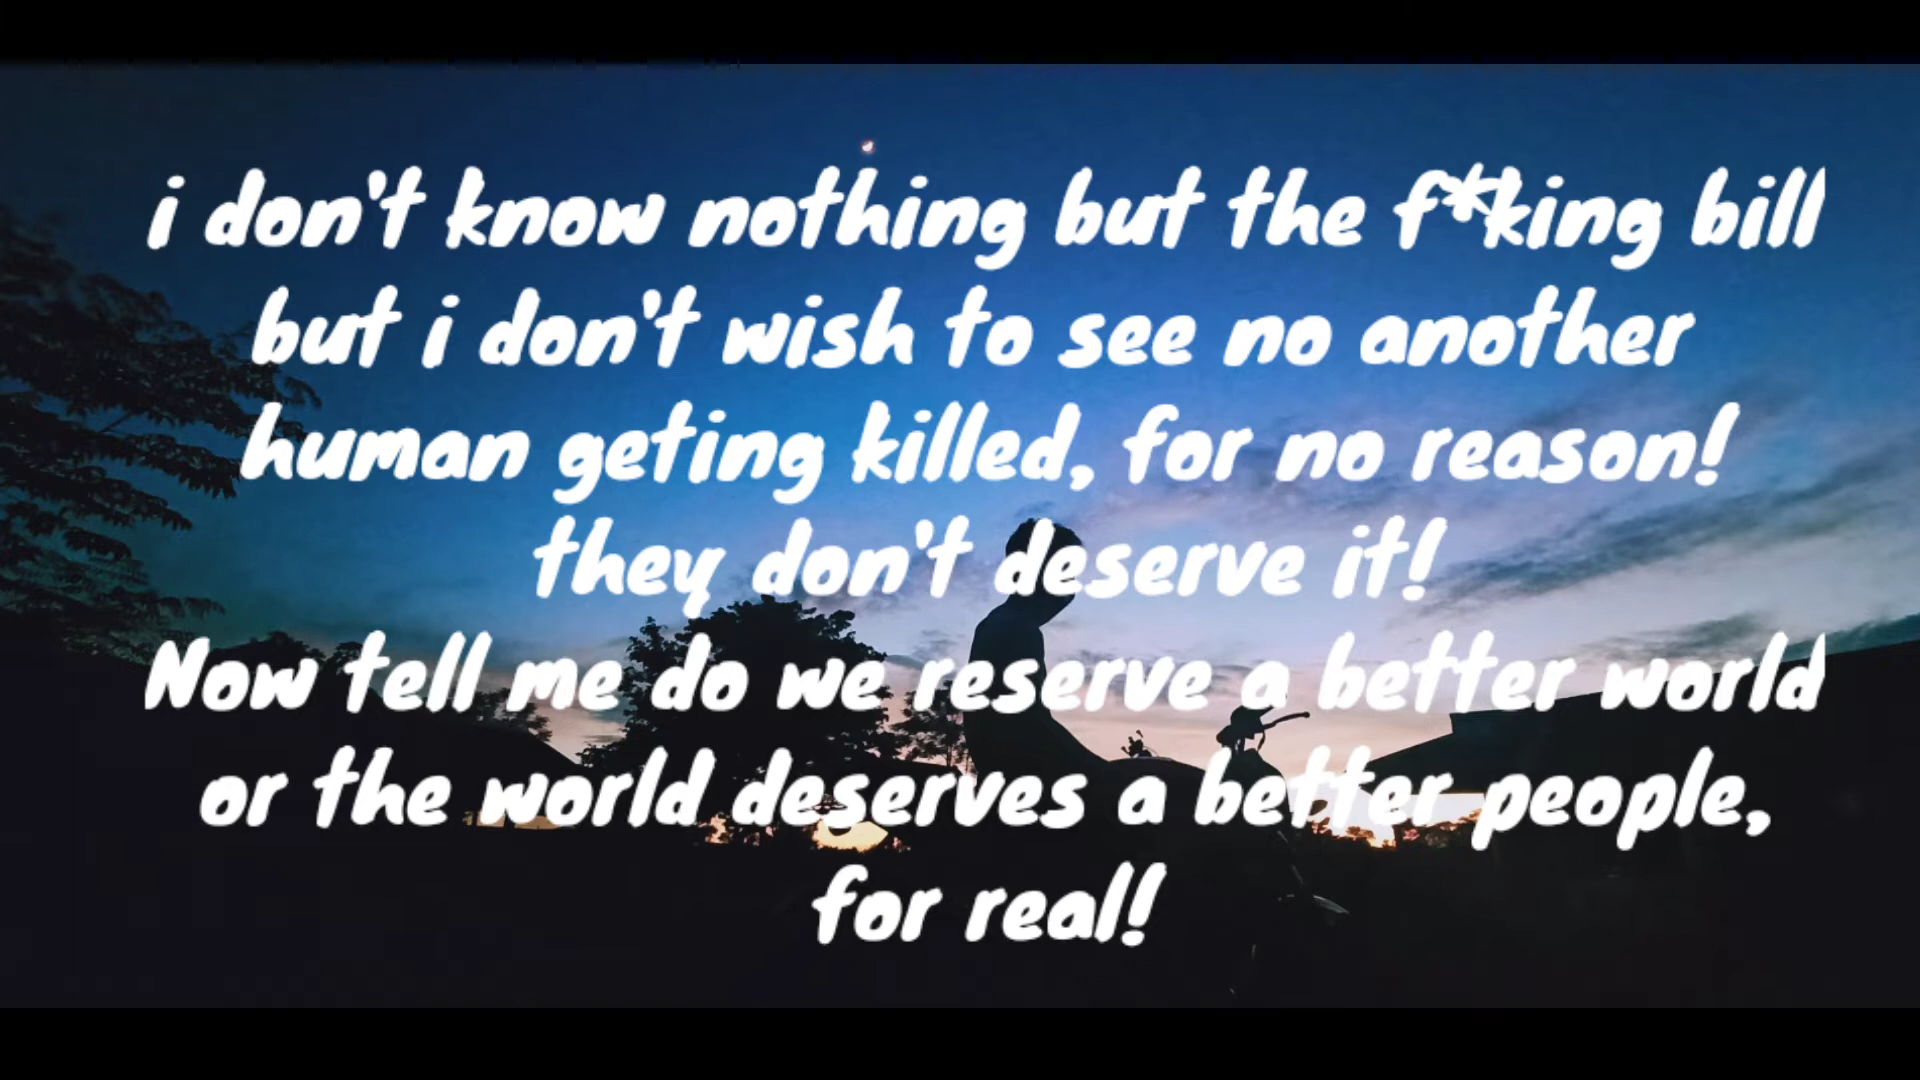 i don't know nothing but the f*king bill
but i don't wish to see no another
human geting killed, for no reason!
they don't deserve it!
Now tell me do we reserve a better world
or the world deserves a better people,
for real!